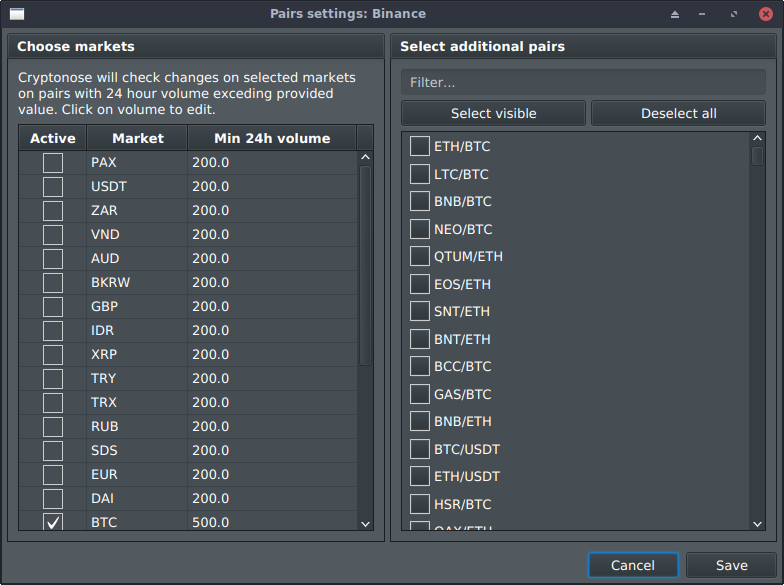 Pairs settings: Binance
Choose markets
Cryptonose will check changes on selected markets
on pairs with 24 hour volume exceding provided
value. Click on volume to edit.
Active Market Min 24h volume
PAX 200.0
USDT 200.0
ZAR 200.0
VND 200.0
AUD 200.0
BKRW 200.0
GBP 200.0
IDR 200.0
XRP 200.0
TRY 200.0
TRX 200.0
RUB 200.0
SDS 200.0
EUR 200.0
DAI 200.0
BTC 500.0
Select additional pairs
Filter...
Select visible Deselect all
ETH/BTC
LTC/BTC
BNB/BTC
NEO/BTC
QTUM/ETH
EOS/ETH
SNT/ETH
BNT/ETH
BCC/BTC
GAS/BTC
BNB/ETH
BTC/USDT
ETH/USDT
HSR/BTC
OAX/ETH
Cancel Save